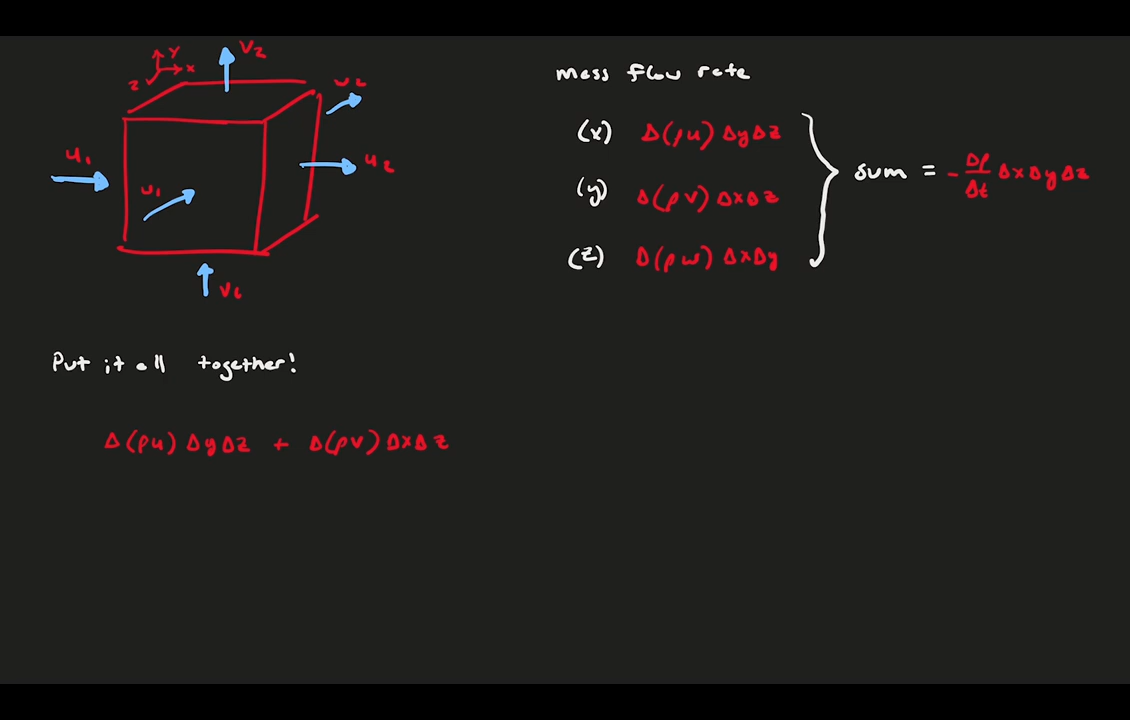 Y
x
z
V2
w2
u1
u2
w1
V1
mass flow rate
(x) Δ(ρu) ΔyΔz
(y) Δ(ρv) ΔxΔz
(z) Δ(ρw) ΔxΔy
sum = - Δρ/Δt ΔxΔyΔz
Put it all together!
Δ(ρu) ΔyΔz + Δ(ρv) ΔxΔz